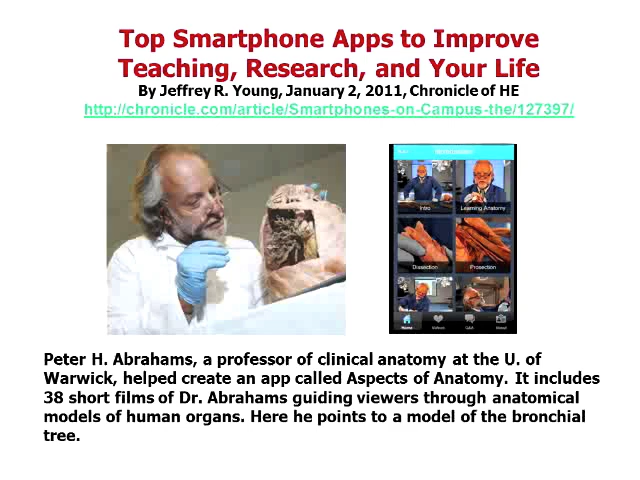 Top Smartphone Apps to Improve
Teaching, Research, and Your Life
By Jeffrey R. Young, January 2, 2011, Chronicle of HE
http://chronicle.com/article/Smartphones-on-Campus-the/127397/
Intro
Learning Anatomy
Dissection
Prosection
Home
Videos
Q&A
About
Peter H. Abrahams, a professor of clinical anatomy at the U. of
Warwick, helped create an app called Aspects of Anatomy. It includes
38 short films of Dr. Abrahams guiding viewers through anatomical
models of human organs. Here he points to a model of the bronchial
tree.